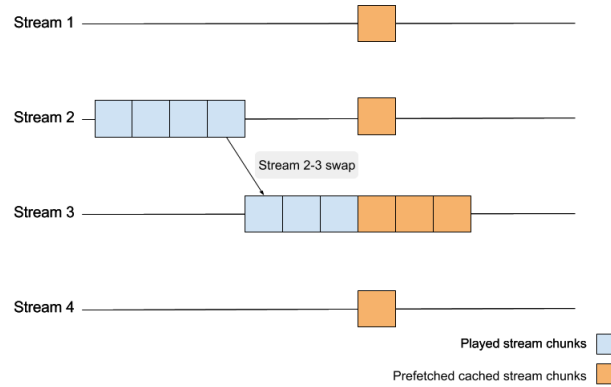 Stream 1
Stream 2
Stream 2-3 swap
Stream 3
Stream 4
Played stream chunks
Prefetched cached stream chunks